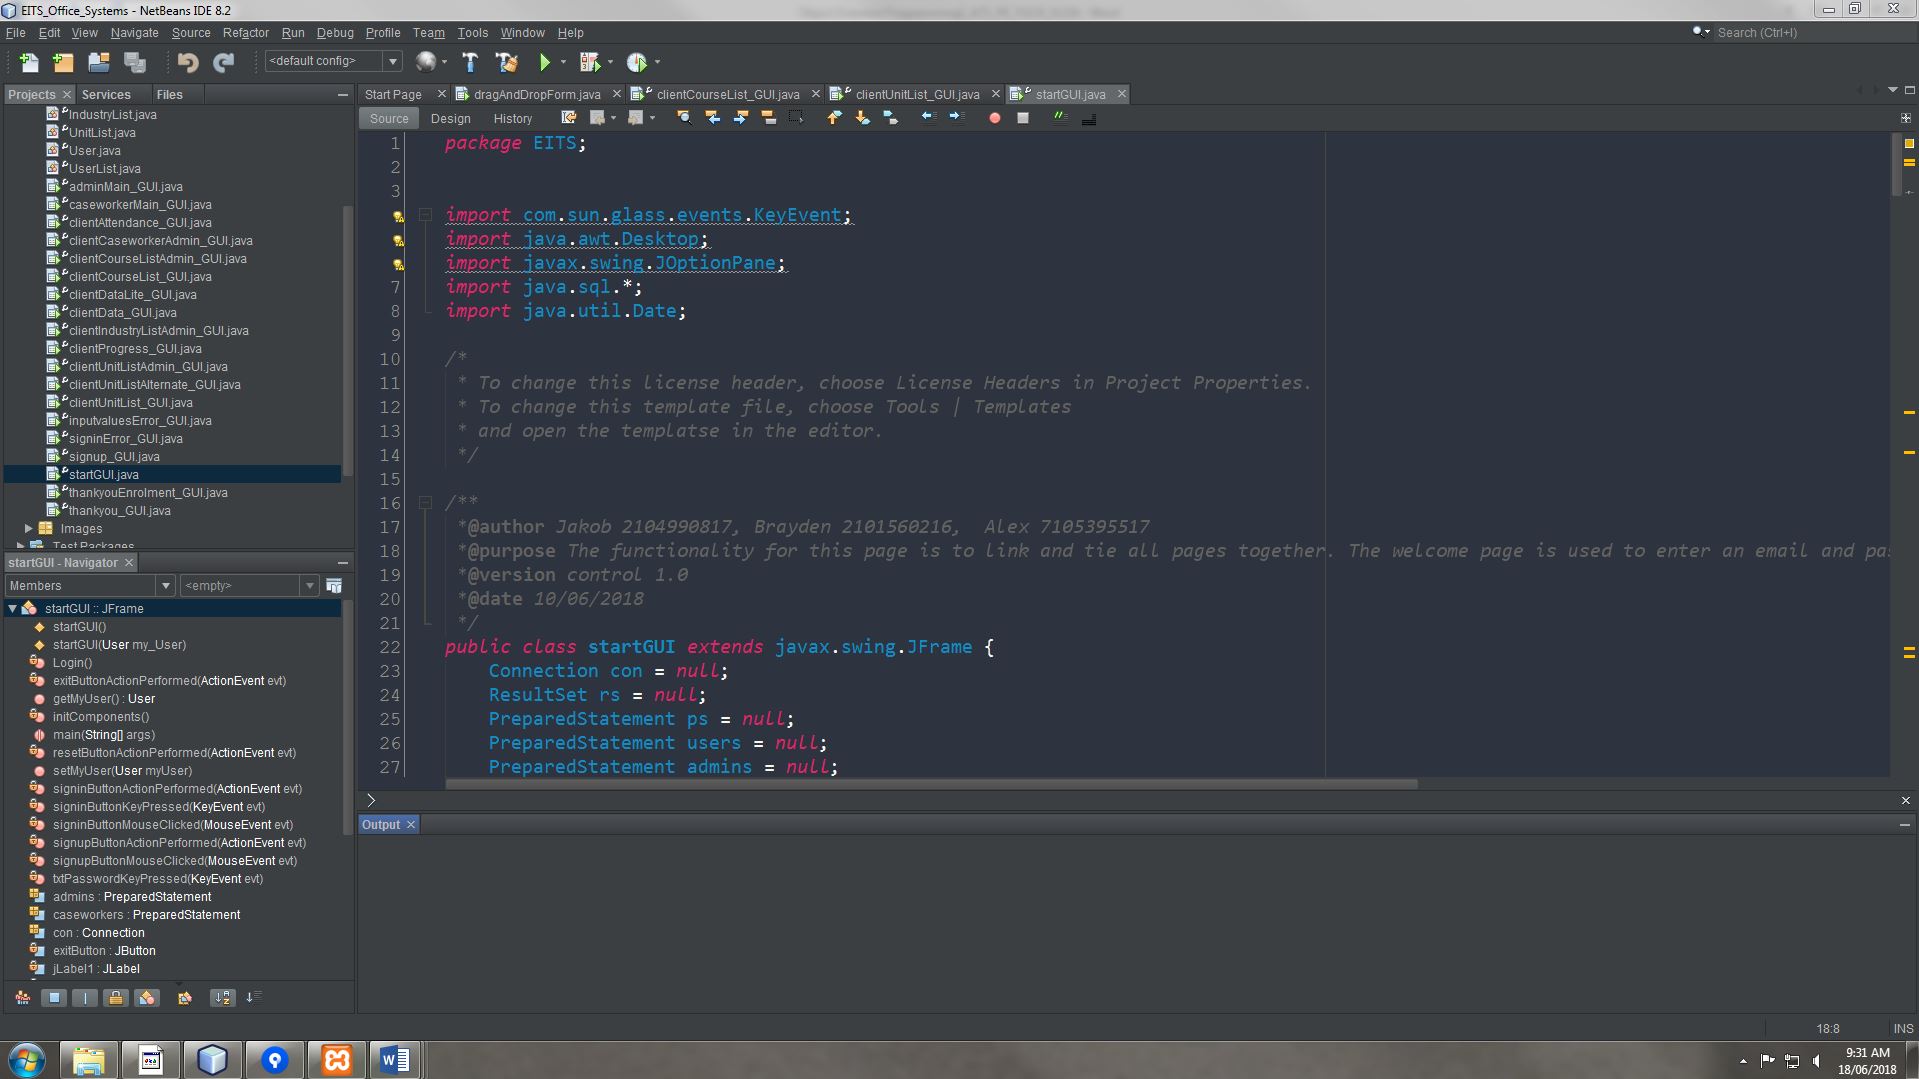 EITS_Office_Systems - NetBeans IDE 8.2
File Edit View Navigate Source Refactor Run Debug Profile Team Tools Window Help
Search (Ctrl+I)
<default config>
Projects Services Files
IndustryList.java
UnitList.java
User.java
UserList.java
adminMain_GUI.java
caseworkerMain_GUI.java
clientAttendance_GUI.java
clientCaseworkerAdmin_GUI.java
clientCourseListAdmin_GUI.java
clientCourseList_GUI.java
clientDataLite_GUI.java
clientData_GUI.java
clientIndustryListAdmin_GUI.java
clientProgress_GUI.java
clientUnitListAdmin_GUI.java
clientUnitListAlternate_GUI.java
clientUnitList_GUI.java
inputvaluesError_GUI.java
signinError_GUI.java
signup_GUI.java
startGUI.java
thankyouEnrolment_GUI.java
thankyou_GUI.java
Images
Test Packages
startGUI - Navigator
Members <empty>
startGUI :: JFrame
startGUI()
startGUI(User my_User)
Login()
exitButtonActionPerformed(ActionEvent evt)
getMyUser() : User
initComponents()
main(String[] args)
resetButtonActionPerformed(ActionEvent evt)
setMyUser(User myUser)
signinButtonActionPerformed(ActionEvent evt)
signinButtonKeyPressed(KeyEvent evt)
signinButtonMouseClicked(MouseEvent evt)
signupButtonActionPerformed(ActionEvent evt)
signupButtonMouseClicked(MouseEvent evt)
txtPasswordKeyPressed(KeyEvent evt)
admins : PreparedStatement
caseworkers : PreparedStatement
con : Connection
exitButton : JButton
jLabel1 : JLabel
Start Page dragAndDropForm.java clientCourseList_GUI.java clientUnitList_GUI.java startGUI.java
Source Design History
1 package EITS;
2
3
import com.sun.glass.events.KeyEvent;
import java.awt.Desktop;
import javax.swing.JOptionPane;
7 import java.sql.*;
8 import java.util.Date;
9
10 /*
11 * To change this license header, choose License Headers in Project Properties.
12 * To change this template file, choose Tools | Templates
13 * and open the templatse in the editor.
14 */
15
16 /**
17 *@author Jakob 2104990817, Brayden 2101560216, Alex 7105395517
18 *@purpose The functionality for this page is to link and tie all pages together. The welcome page is used to enter an email and pas
19 *@version control 1.0
20 *@date 10/06/2018
21 */
22 public class startGUI extends javax.swing.JFrame {
23 Connection con = null;
24 ResultSet rs = null;
25 PreparedStatement ps = null;
26 PreparedStatement users = null;
27 PreparedStatement admins = null;
Output
18:8 INS
9:31 AM
18/06/2018